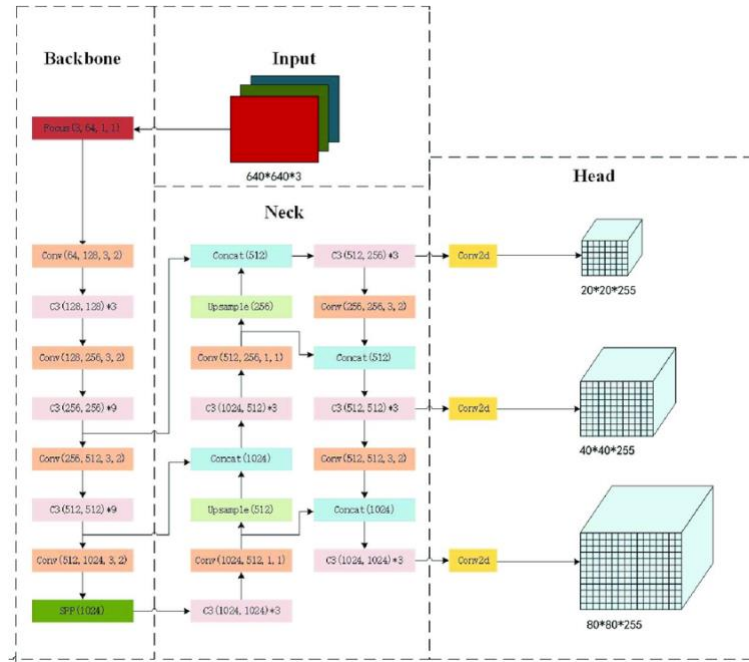 Backbone
Input
Focus(3, 64, 1, 1)
640*640*3
Head
Neck
Conv(64, 128, 3, 2)
Concat(512)
C3(512, 256)*3
Conv2d
20*20*255
C3(128, 128)*3
Upsample(256)
Conv(256, 256, 3, 2)
Conv(128, 256, 3, 2)
Conv(512, 256, 1, 1)
Concat(512)
C3(256, 256)*9
C3(1024, 512)*3
C3(512, 512)*3
Conv2d
40*40*255
Conv(256, 512, 3, 2)
Concat(1024)
Conv(512, 512, 3, 2)
C3(512, 512)*9
Upsample(512)
Concat(1024)
Conv(512, 1024, 3, 2)
Conv(1024, 512, 1, 1)
C3(1024, 1024)*3
Conv2d
SPP(1024)
C3(1024, 1024)*3
80*80*255